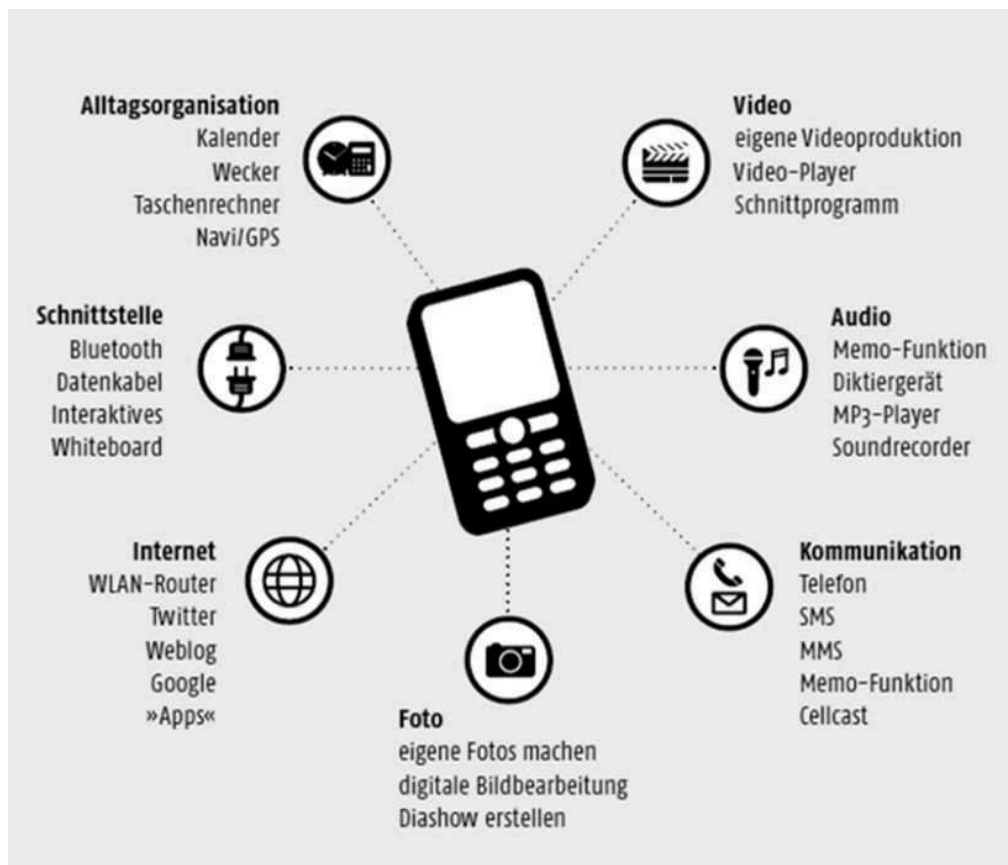 Alltagsorganisation
Kalender
Wecker
Taschenrechner
Navi/GPS
Video
eigene Videoproduktion
Video-Player
Schnittprogramm
Schnittstelle
Bluetooth
Datenkabel
Interaktives
Whiteboard
Audio
Memo-Funktion
Diktiergerät
MP3-Player
Soundrecorder
Internet
WLAN-Router
Twitter
Weblog
Google
»Apps«
Kommunikation
Telefon
SMS
MMS
Memo-Funktion
Cellcast
Foto
eigene Fotos machen
digitale Bildbearbeitung
Diashow erstellen